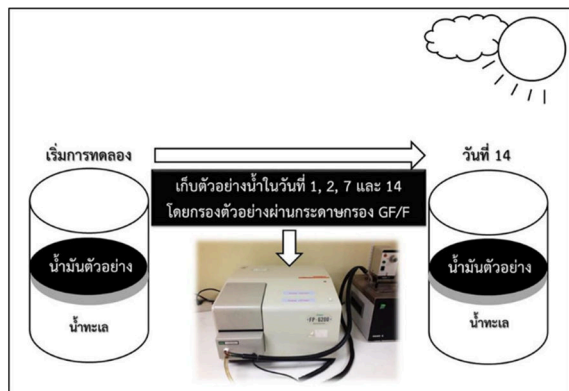 เริ่มการทดลอง
วันที่ 14
เก็บตัวอย่างน้ำในวันที่ 1, 2, 7 และ 14
โดยกรองตัวอย่างผ่านกระดาษกรอง GF/F
น้ำมันตัวอย่าง
น้ำทะเล
FP-8200
น้ำมันตัวอย่าง
น้ำทะเล